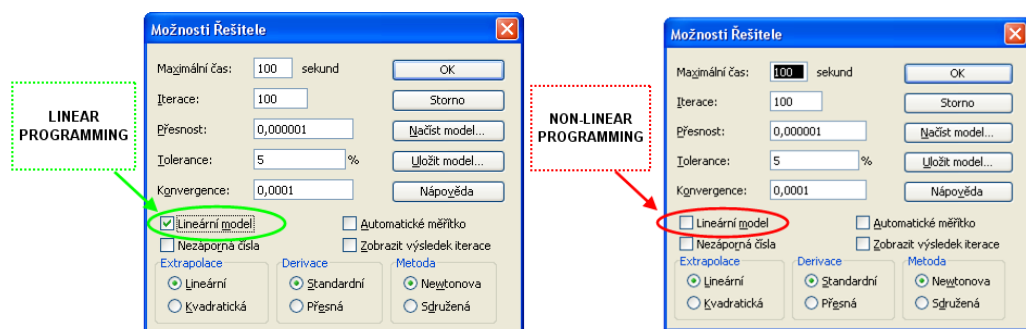 Možnosti Řešitele
Maximální čas: 100 sekund OK
Iterace: 100 Storno
Přesnost: 0,000001 Načíst model...
Tolerance: 5 % Uložit model...
Konvergence: 0,0001 Nápověda
Lineární model Automatické měřítko
Nezáporná čísla Zobrazit výsledek iterace
Extrapolace Derivace Metoda
Lineární Standardní Newtonova
Kvadratická Přesná Sdružená
LINEAR
PROGRAMMING
Možnosti Řešitele
Maximální čas: 100 sekund OK
Iterace: 100 Storno
Přesnost: 0,000001 Načíst model...
Tolerance: 5 % Uložit model...
Konvergence: 0,0001 Nápověda
Lineární model Automatické měřítko
Nezáporná čísla Zobrazit výsledek iterace
Extrapolace Derivace Metoda
Lineární Standardní Newtonova
Kvadratická Přesná Sdružená
NON-LINEAR
PROGRAMMING